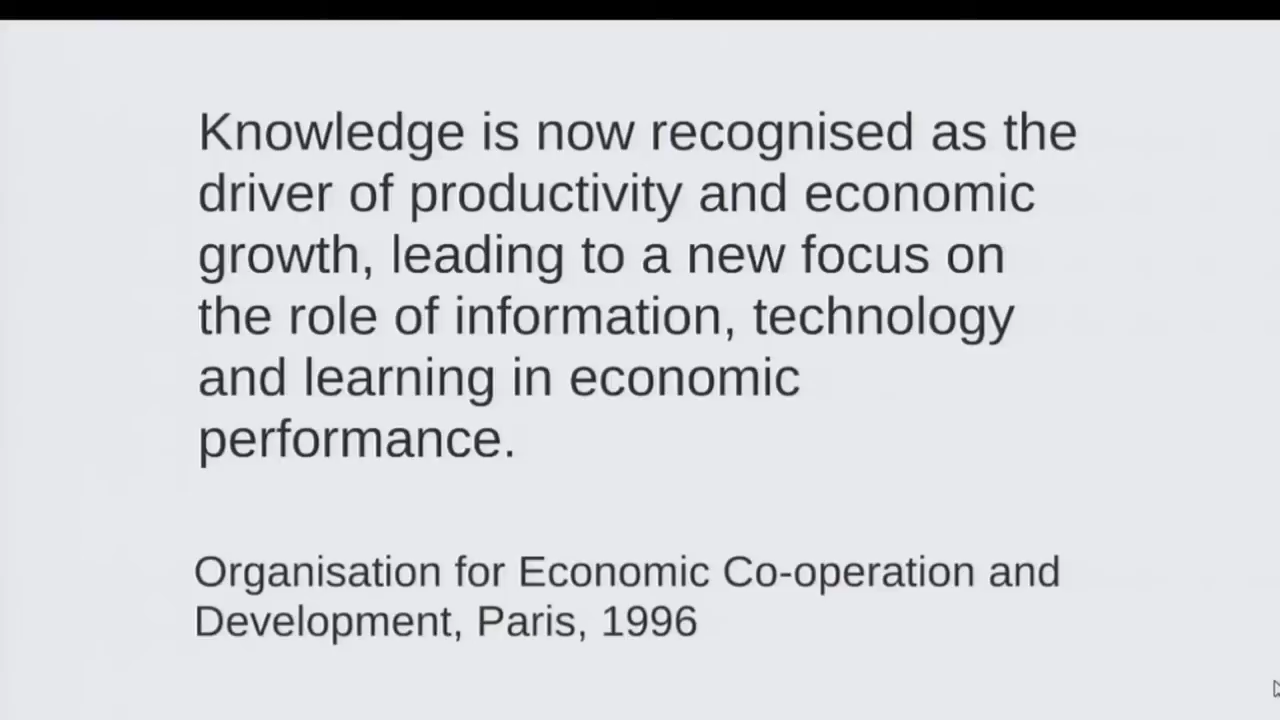 Knowledge is now recognised as the
driver of productivity and economic
growth, leading to a new focus on
the role of information, technology
and learning in economic
performance.
Organisation for Economic Co-operation and
Development, Paris, 1996